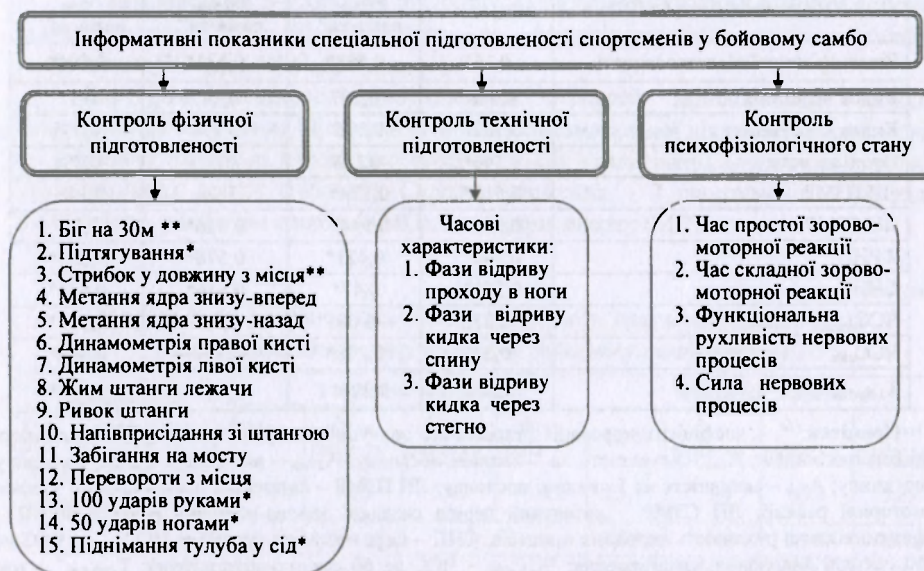 Інформативні показники спеціальної підготовленості спортсменів у бойовому самбо
Контроль фізичної
підготовленості
Контроль технічної
підготовленості
Контроль
психофізіологічного стану
1. Біг на 30м **
2. Підтягування*
3. Стрибок у довжину з місця**
4. Метання ядра знизу-вперед
5. Метання ядра знизу-назад
6. Динамометрія правої кисті
7. Динамометрія лівої кисті
8. Жим штанги лежачи
9. Ривок штанги
10. Напівприсідання зі штангою
11. Забігання на мосту
12. Перевороти з місця
13. 100 ударів руками*
14. 50 ударів ногами*
15. Піднімання тулуба у сід*
Часові
характеристики:
1. Фази відриву
проходу в ноги
2. Фази відриву
кидка через
спину
3. Фази відриву
кидка через
стегно
1. Час простої зорово-
моторної реакції
2. Час складної зорово-
моторної реакції
3. Функціональна
рухливість нервових
процесів
4. Сила нервових
процесів